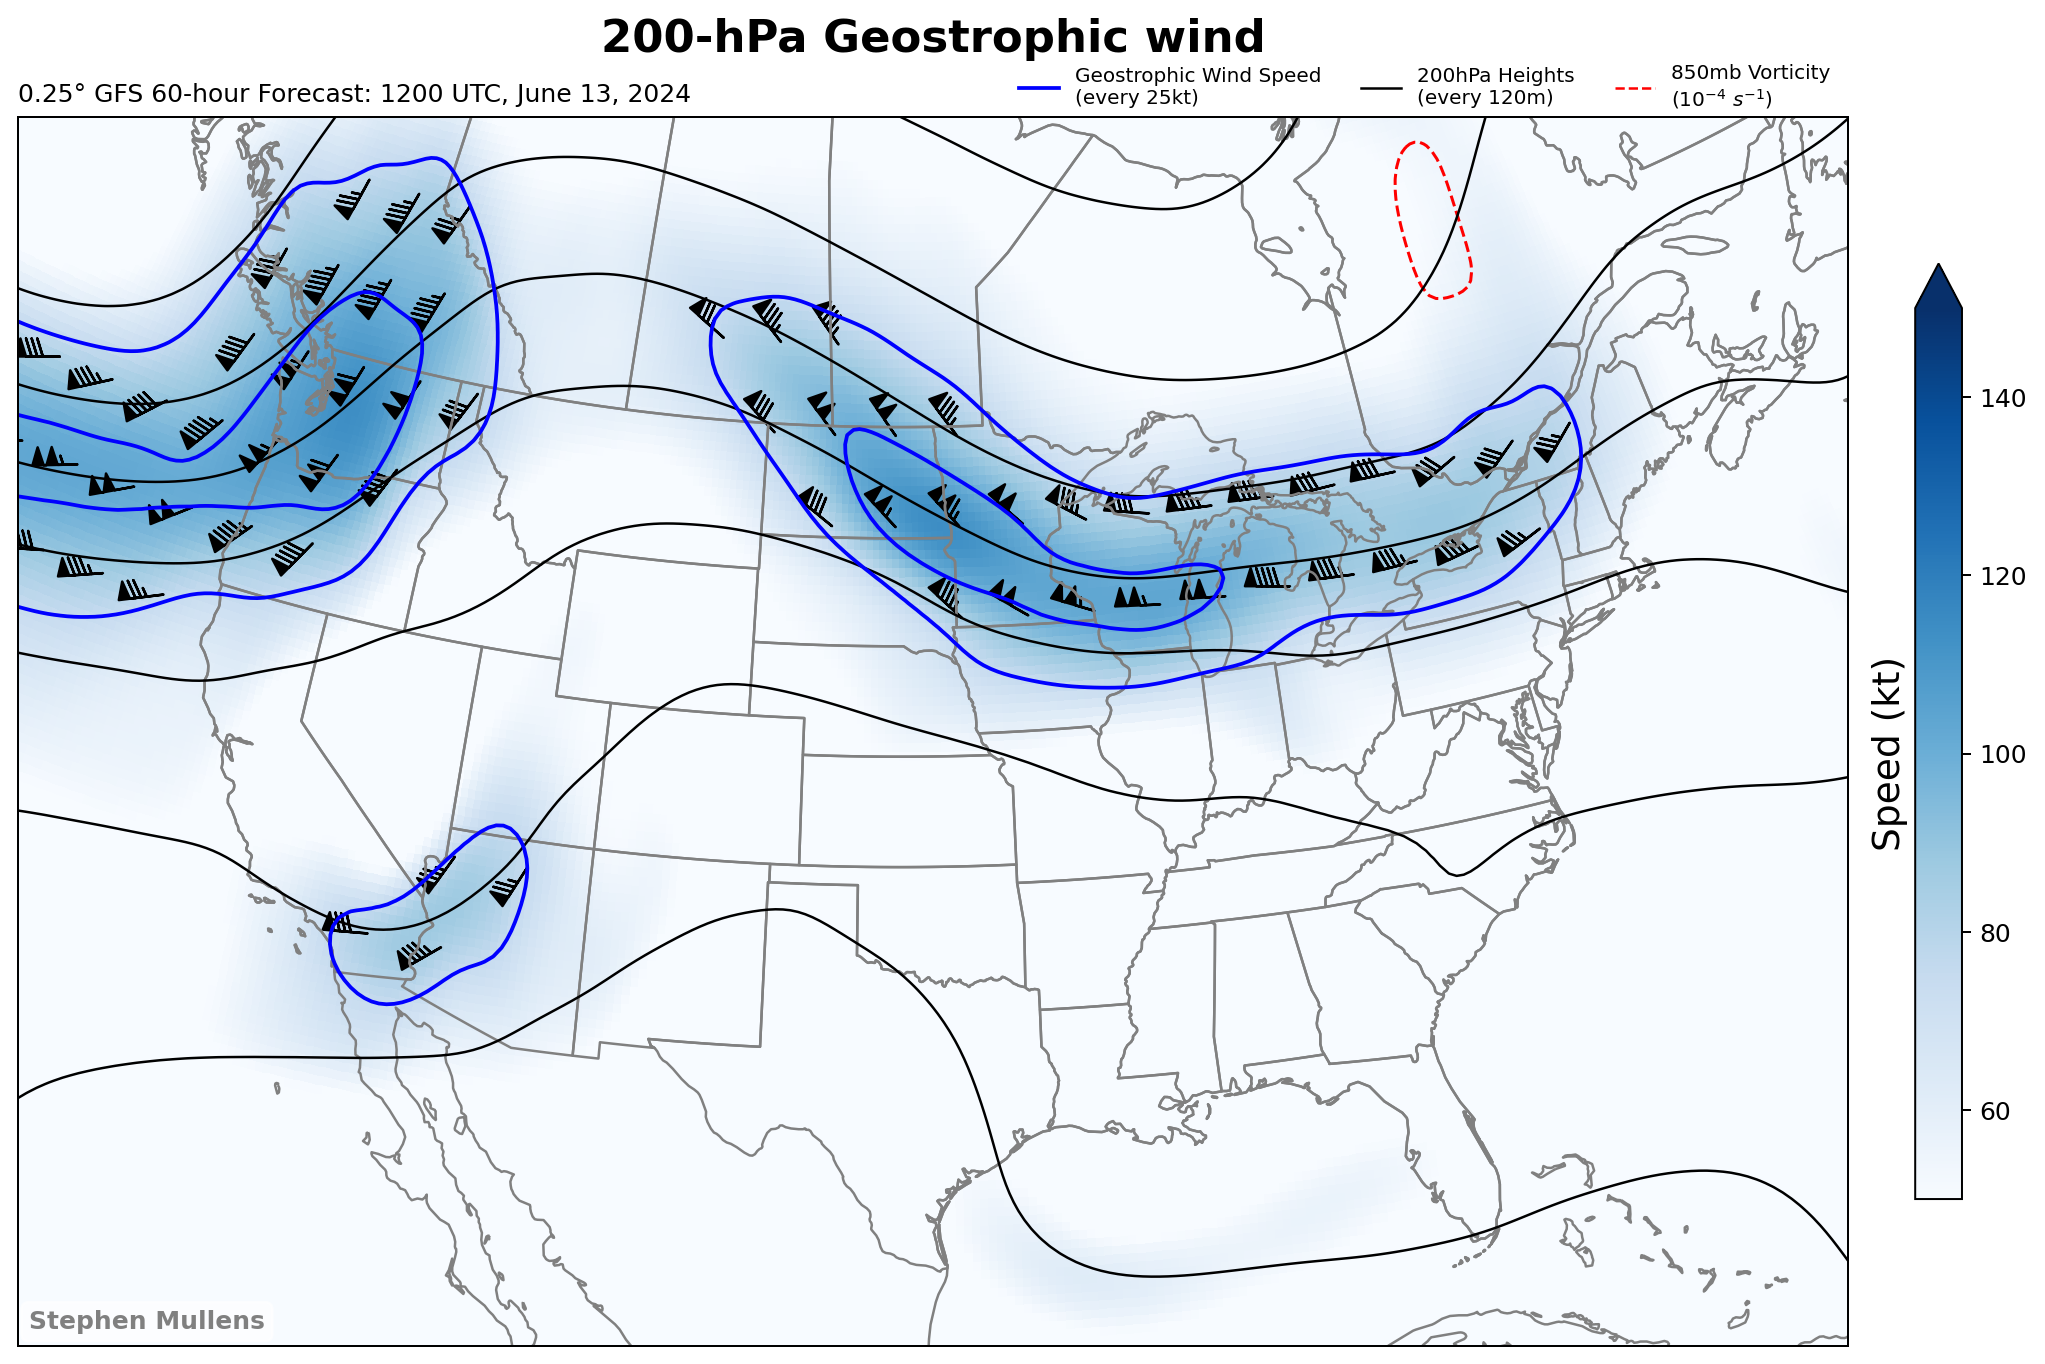 200-hPa Geostrophic wind
0.25° GFS 60-hour Forecast: 1200 UTC, June 13, 2024
Geostrophic Wind Speed
(every 25kt)
200hPa Heights
(every 120m)
850mb Vorticity
(10⁻⁴ s⁻¹)
140
120
100
80
60
Speed (kt)
Stephen Mullens